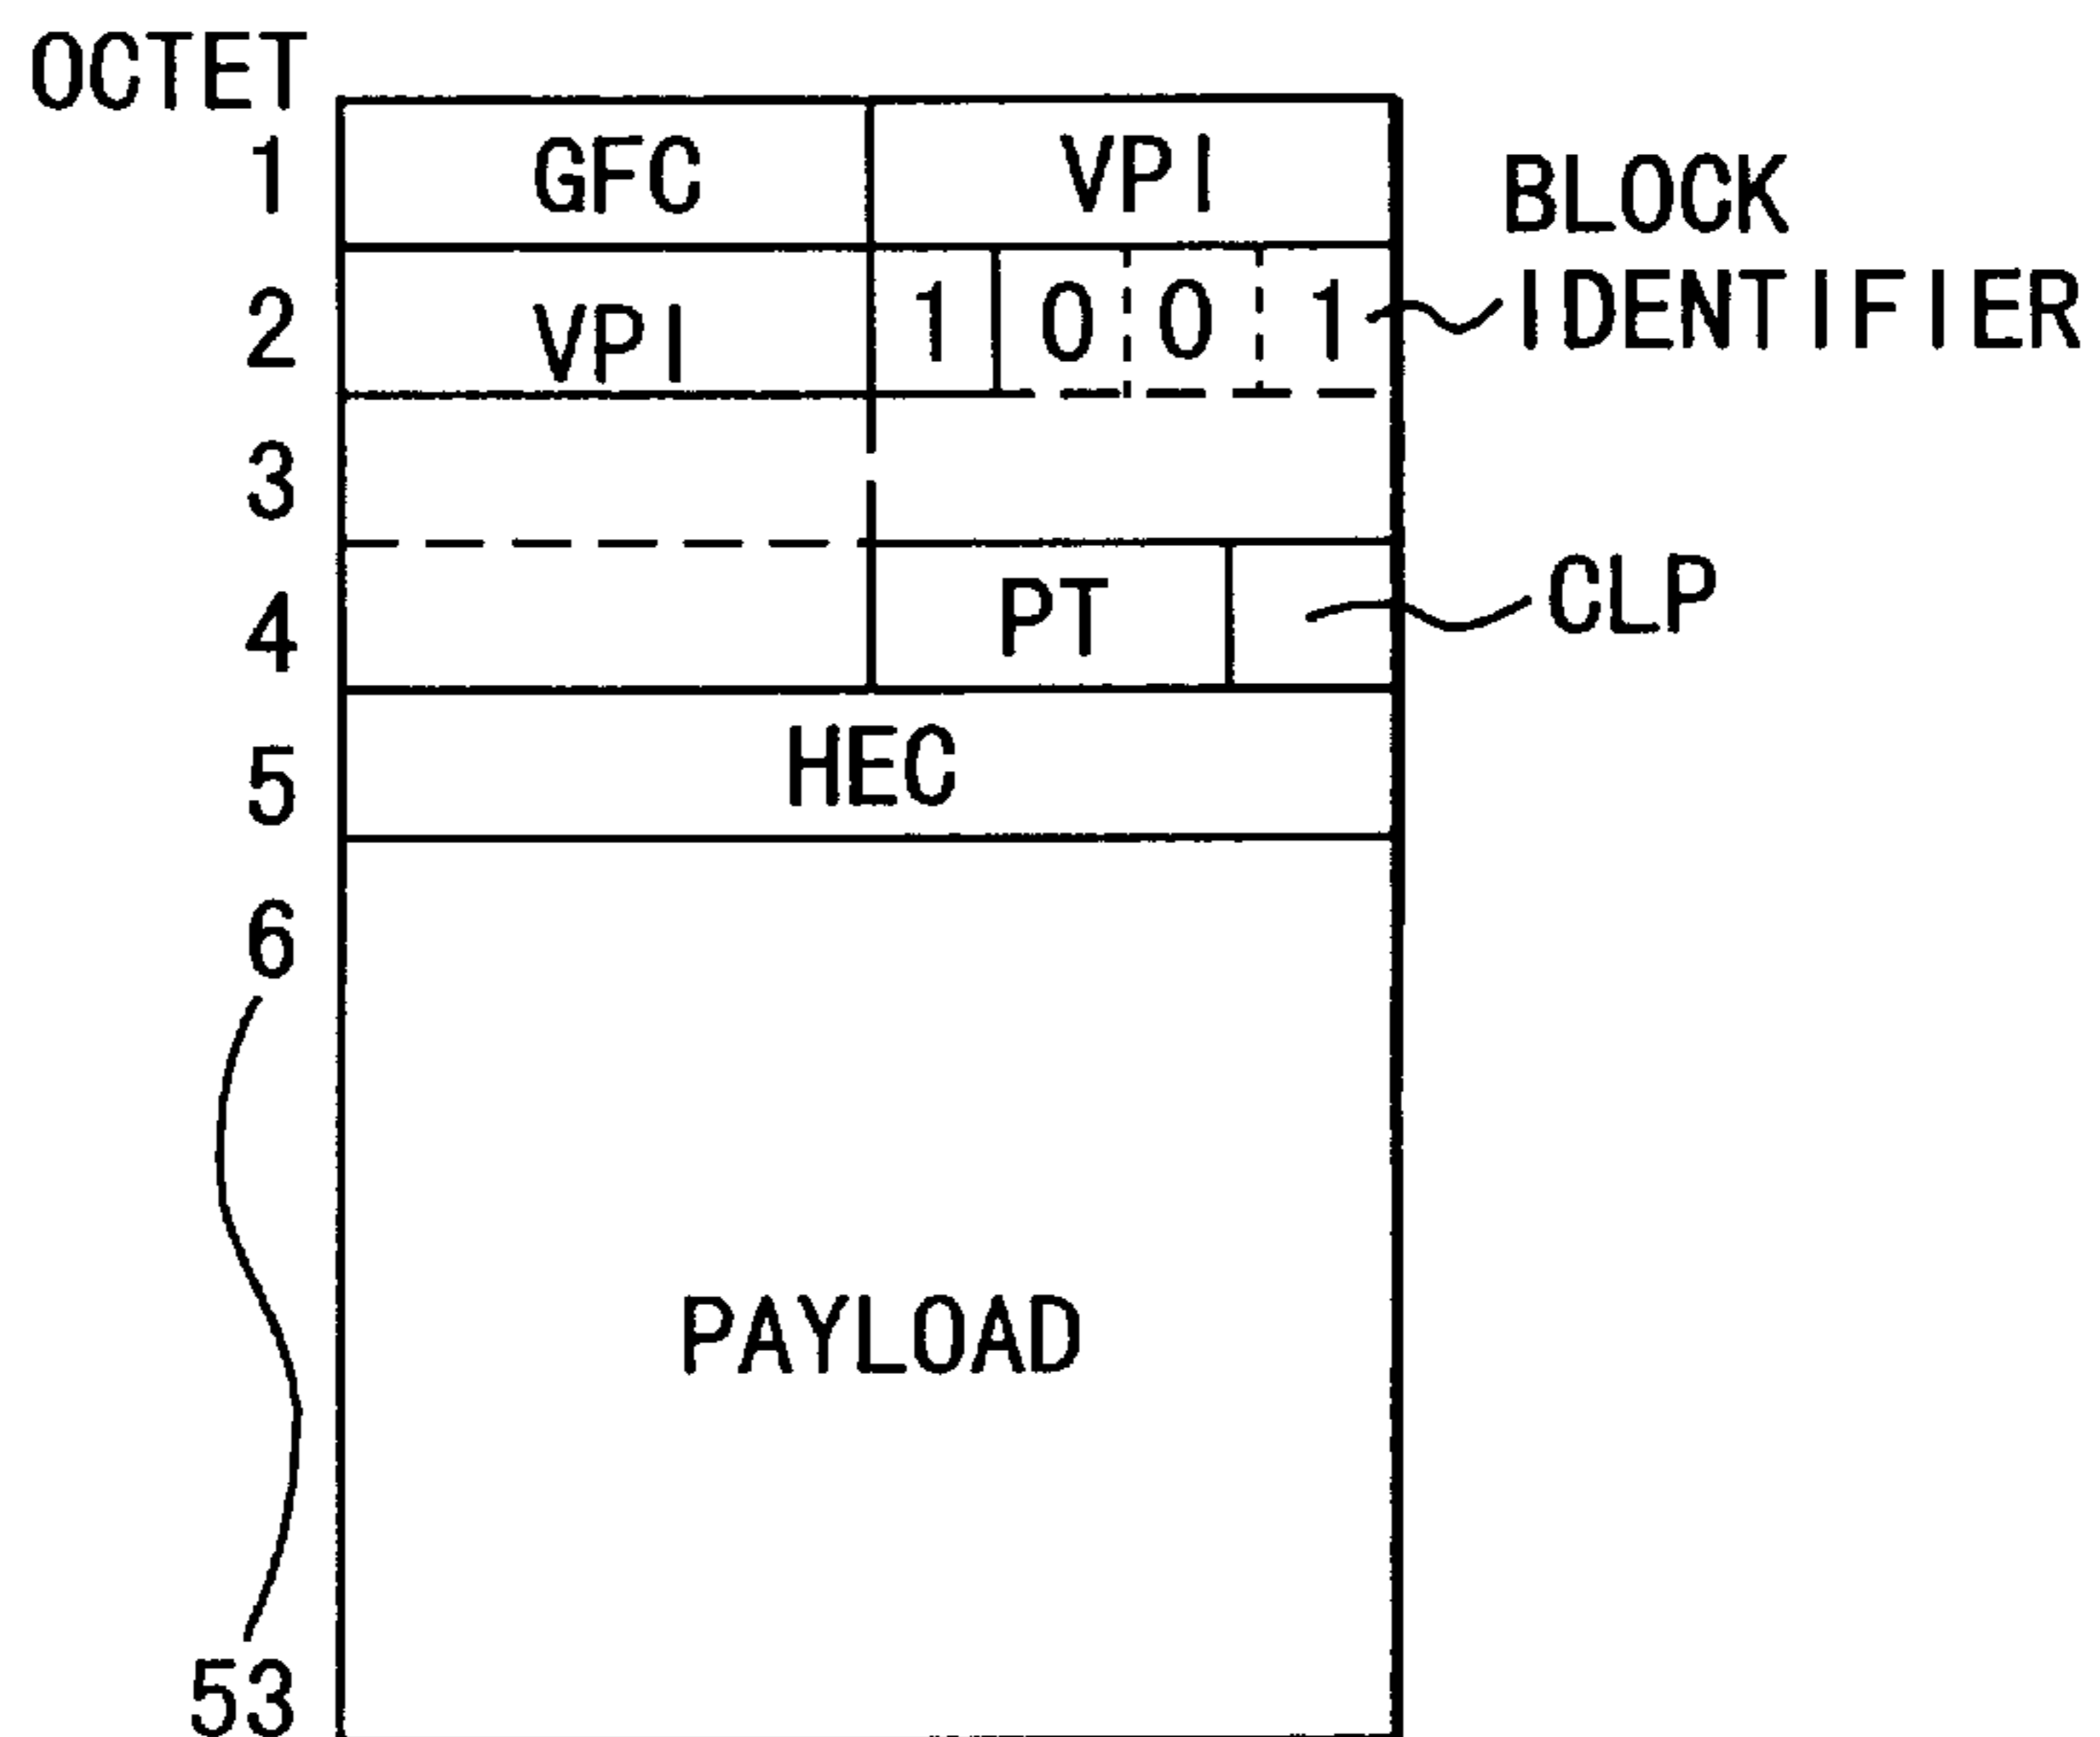 OCTET
1 GFC VPI
BLOCK
2 VPI 1 0 0 1 IDENTIFIER
3
4 PT CLP
5 HEC
6
PAYLOAD
53